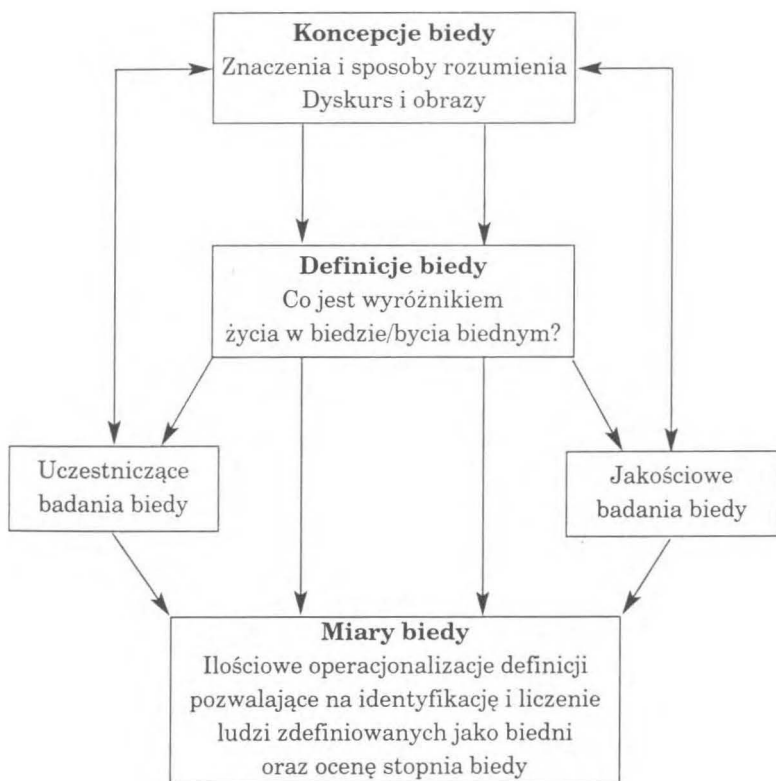 Koncepcje biedy
Znaczenia i sposoby rozumienia
Dyskurs i obrazy
Definicje biedy
Co jest wyróżnikiem
życia w biedzie/bycia biednym?
Uczestniczące
badania biedy
Jakościowe
badania biedy
Miary biedy
Ilościowe operacjonalizacje definicji
pozwalające na identyfikację i liczenie
ludzi zdefiniowanych jako biedni
oraz ocenę stopnia biedy